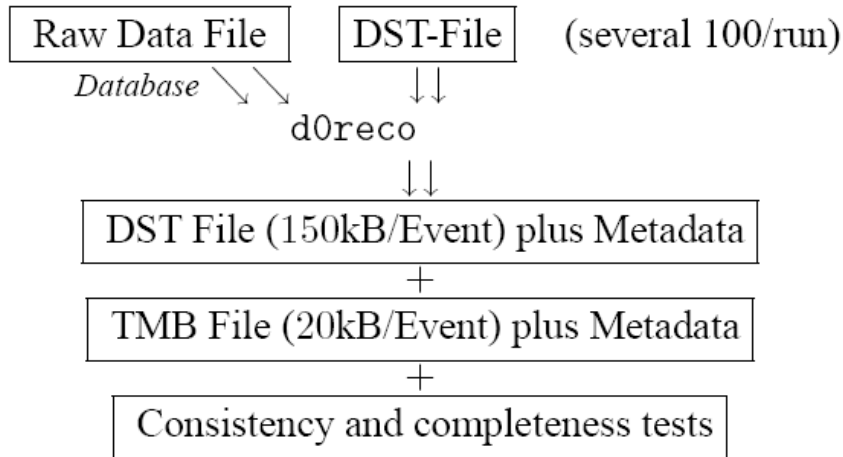 Raw Data File DST-File (several 100/run)
Database
d0reco
DST File (150kB/Event) plus Metadata
+
TMB File (20kB/Event) plus Metadata
+
Consistency and completeness tests